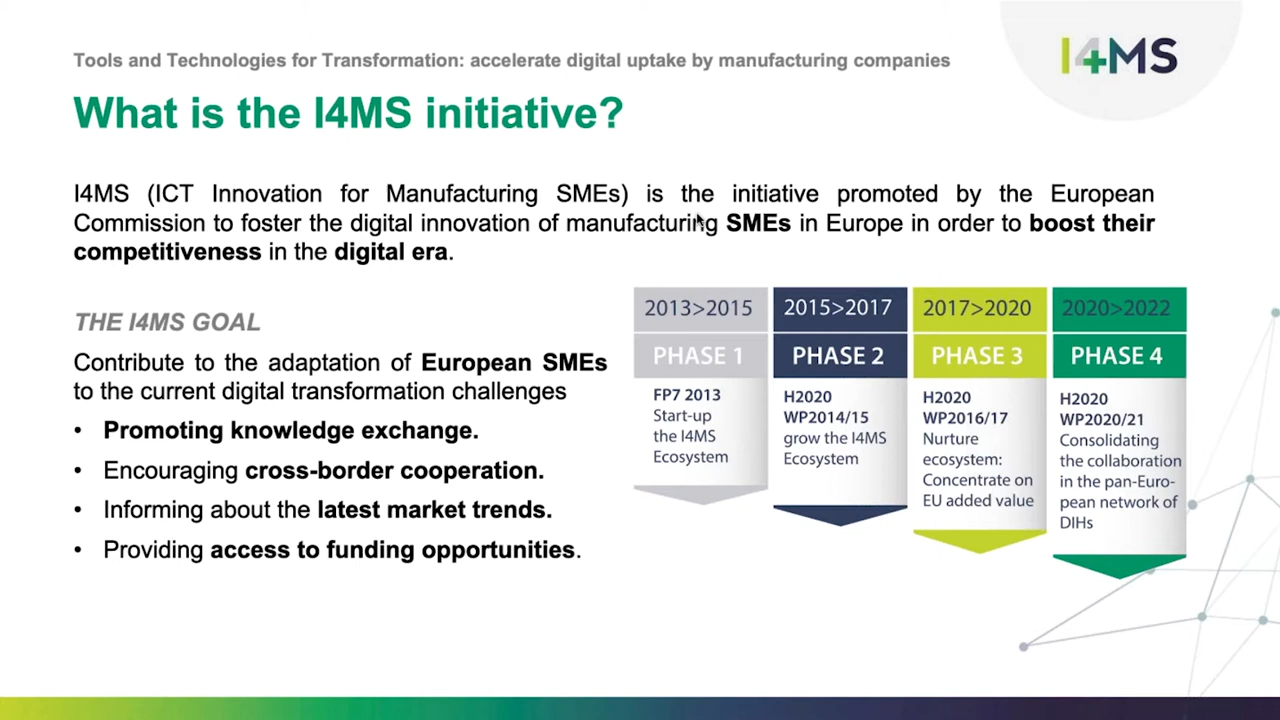 I4MS
Tools and Technologies for Transformation: accelerate digital uptake by manufacturing companies
What is the I4MS initiative?
I4MS (ICT Innovation for Manufacturing SMEs) is the initiative promoted by the European
Commission to foster the digital innovation of manufacturing SMEs in Europe in order to boost their
competitiveness in the digital era.
THE I4MS GOAL
Contribute to the adaptation of European SMEs
to the current digital transformation challenges
• Promoting knowledge exchange.
• Encouraging cross-border cooperation.
• Informing about the latest market trends.
• Providing access to funding opportunities.
2013>2015
PHASE 1
FP7 2013
Start-up
the I4MS
Ecosystem
2015>2017
PHASE 2
H2020
WP2014/15
grow the I4MS
Ecosystem
2017>2020
PHASE 3
H2020
WP2016/17
Nurture
ecosystem:
Concentrate on
EU added value
2020>2022
PHASE 4
H2020
WP2020/21
Consolidating
the collaboration
in the pan-Euro-
pean network of
DIHs